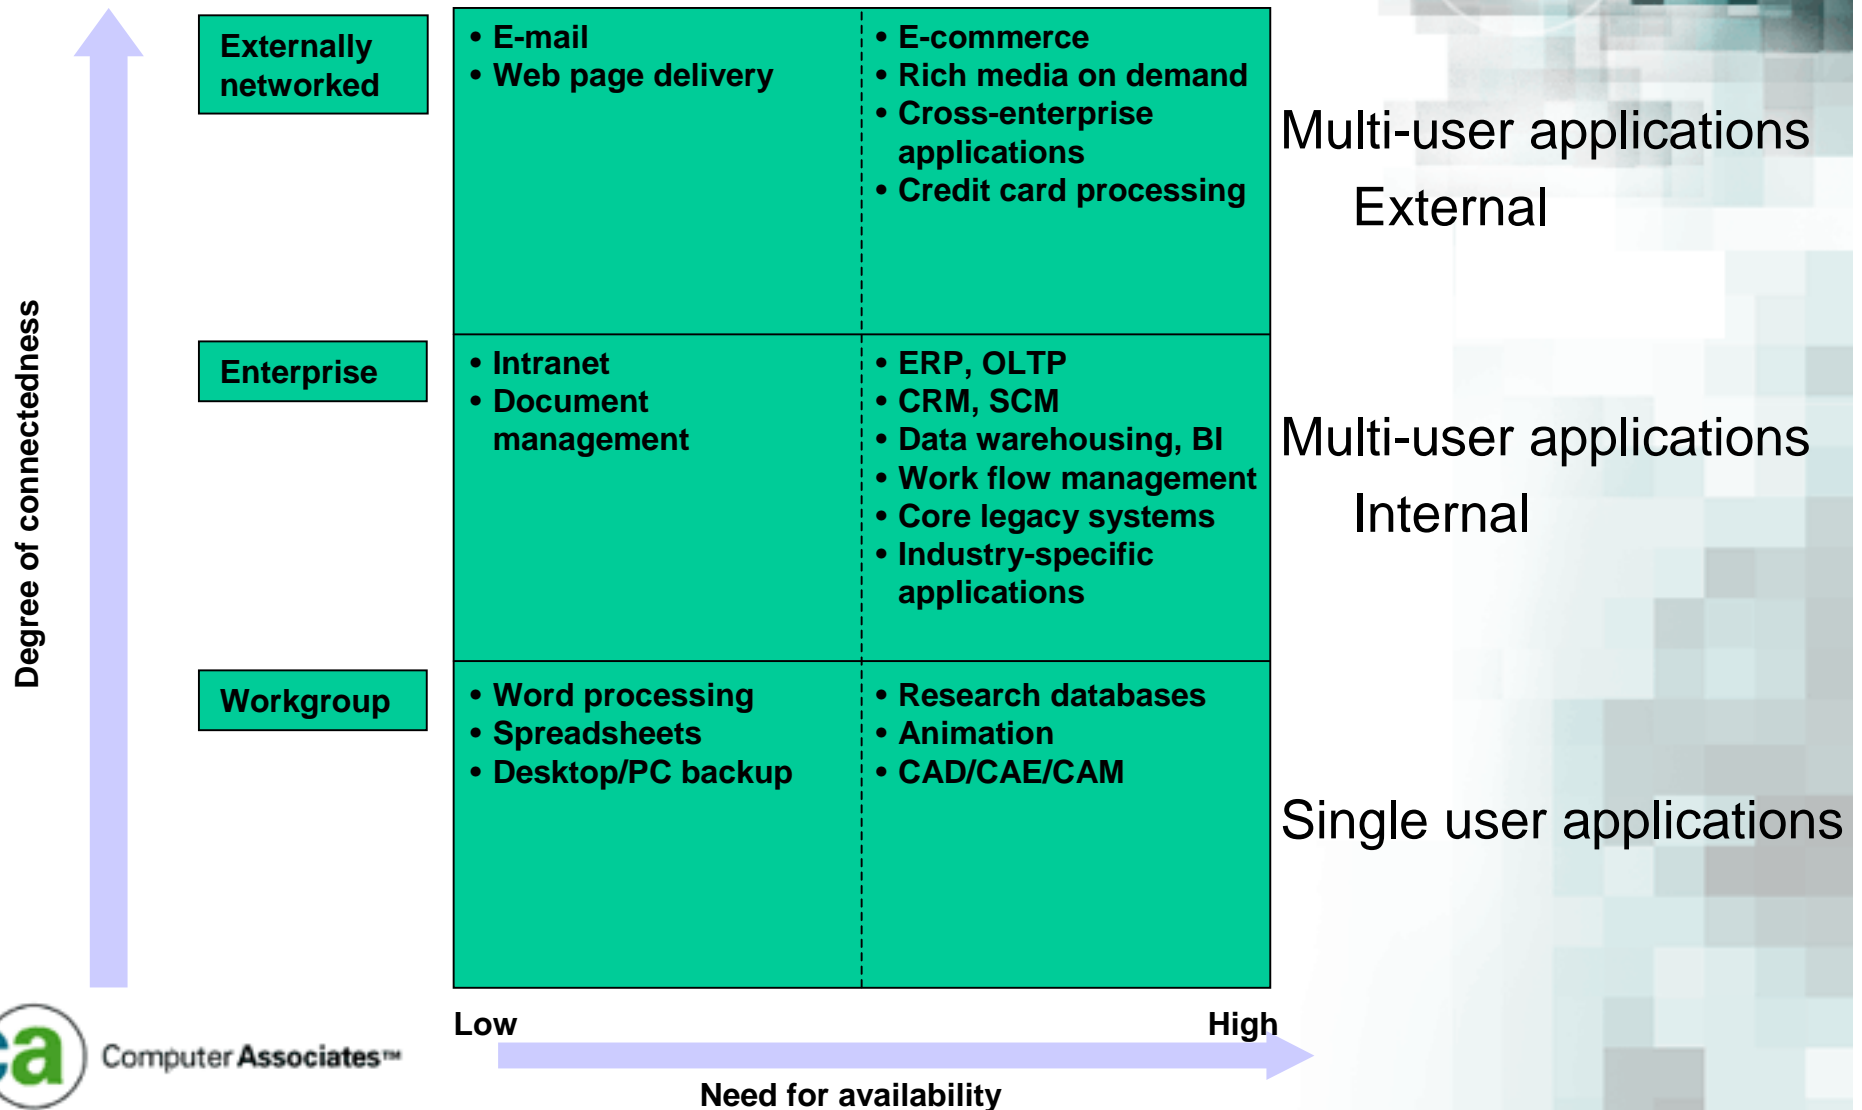 Externally
networked
• E-mail
• Web page delivery
• E-commerce
• Rich media on demand
• Cross-enterprise
applications
• Credit card processing
Multi-user applications
External
Degree of connectedness
Enterprise
• Intranet
• Document
management
• ERP, OLTP
• CRM, SCM
• Data warehousing, BI
• Work flow management
• Core legacy systems
• Industry-specific
applications
Multi-user applications
Internal
Workgroup
• Word processing
• Spreadsheets
• Desktop/PC backup
• Research databases
• Animation
• CAD/CAE/CAM
Single user applications
Low
High
Need for availability
ca
Computer Associates™